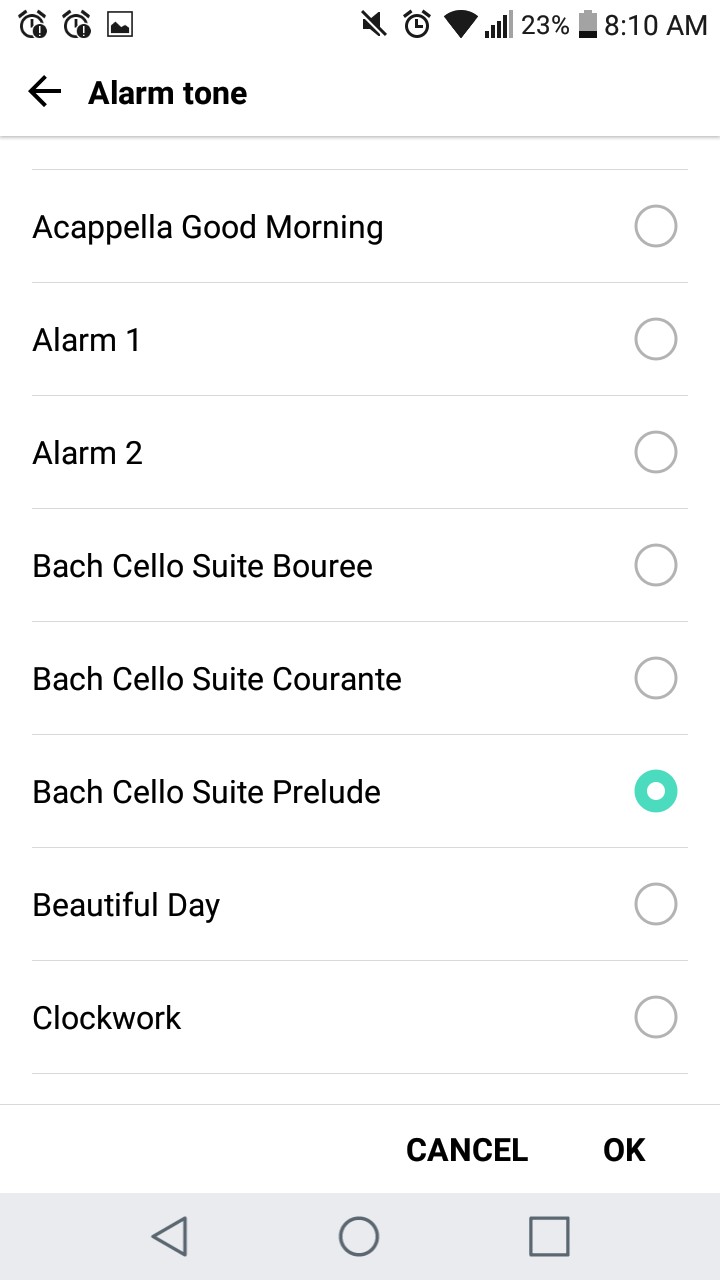 23% 8:10 AM
Alarm tone
Acappella Good Morning
Alarm 1
Alarm 2
Bach Cello Suite Bouree
Bach Cello Suite Courante
Bach Cello Suite Prelude
Beautiful Day
Clockwork
CANCEL OK